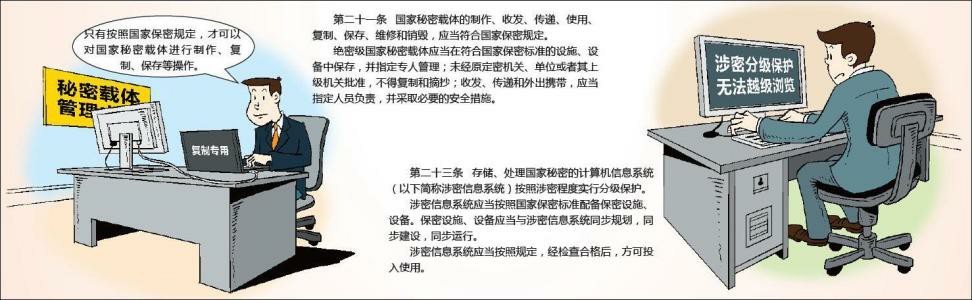 只有按照国家保密规定，才可以
对国家秘密载体进行制作、复
制、保存等操作。
秘密载体
管理
复制专用
第二十一条 国家秘密载体的制作、收发、传递、使用、
复制、保存、维修和销毁，应当符合国家保密规定。
绝密级国家秘密载体应当在符合国家保密标准的设施、设
备中保存，并指定专人管理；未经原定密机关、单位或者其上
级机关批准，不得复制和摘抄；收发、传递和外出携带，应当
指定人员负责，并采取必要的安全措施。
第二十三条 存储、处理国家秘密的计算机信息系统
（以下简称涉密信息系统）按照涉密程度实行分级保护。
涉密信息系统应当按照国家保密标准配备保密设施、
设备。保密设施、设备应当与涉密信息系统同步规划，同
步建设，同步运行。
涉密信息系统应当按照规定，经检查合格后，方可投
入使用。
涉密分级保护
无法越级浏览